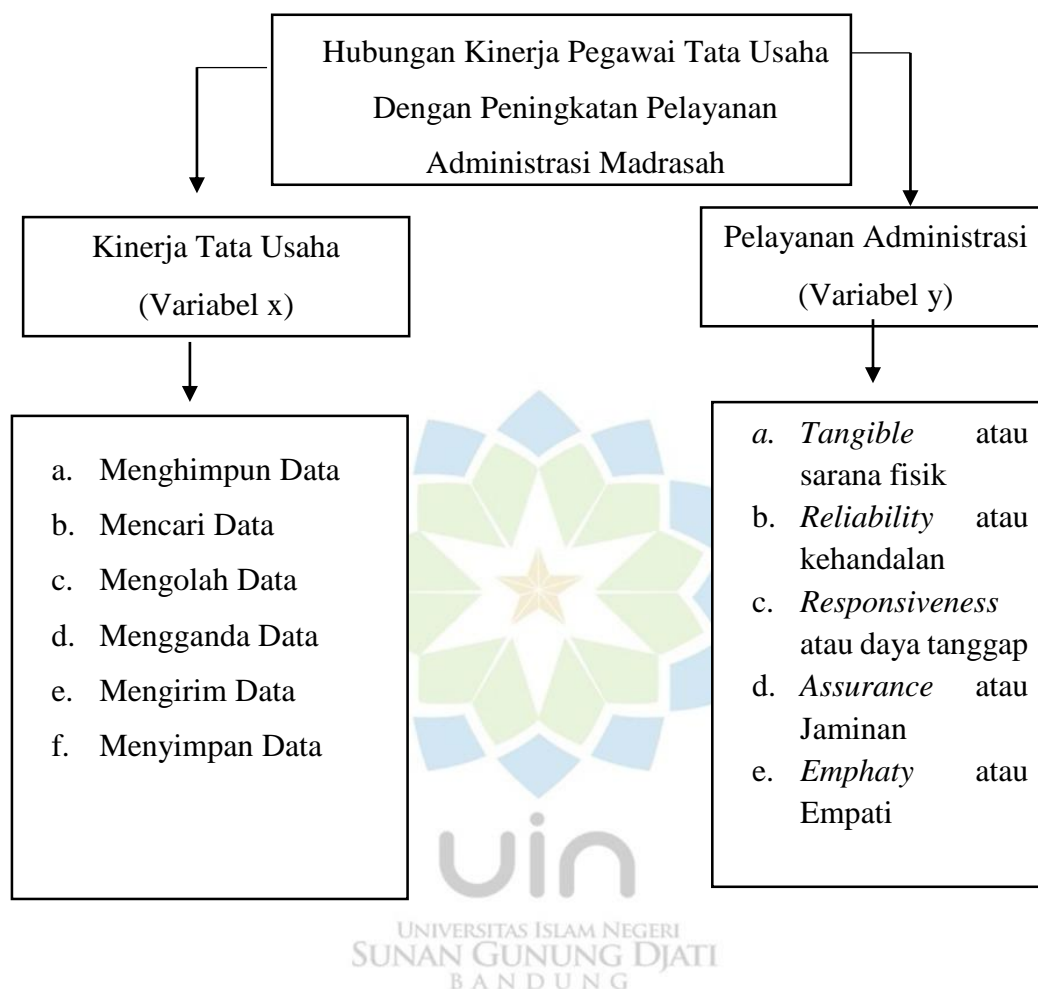 Hubungan Kinerja Pegawai Tata Usaha
Dengan Peningkatan Pelayanan
Administrasi Madrasah
Kinerja Tata Usaha
(Variabel x)
Pelayanan Administrasi
(Variabel y)
a. Menghimpun Data
b. Mencari Data
c. Mengolah Data
d. Mengganda Data
e. Mengirim Data
f. Menyimpan Data
a. Tangible atau
sarana fisik
b. Reliability atau
kehandalan
c. Responsiveness
atau daya tanggap
d. Assurance atau
Jaminan
e. Emphaty atau
Empati
uin
UNIVERSITAS ISLAM NEGERI
SUNAN GUNUNG DJATI
BANDUNG